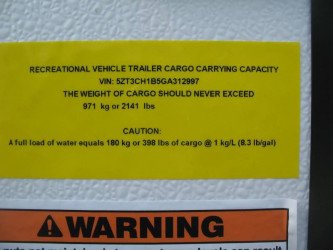 RECREATIONAL VEHICLE TRAILER CARGO CARRYING CAPACITY
VIN: 5ZT3CH1B5GA312997
THE WEIGHT OF CARGO SHOULD NEVER EXCEED
971 kg or 2141 lbs
CAUTION:
A full load of water equals 180 kg or 398 lbs of cargo @ 1 kg/L (8.3 lb/gal)
WARNING